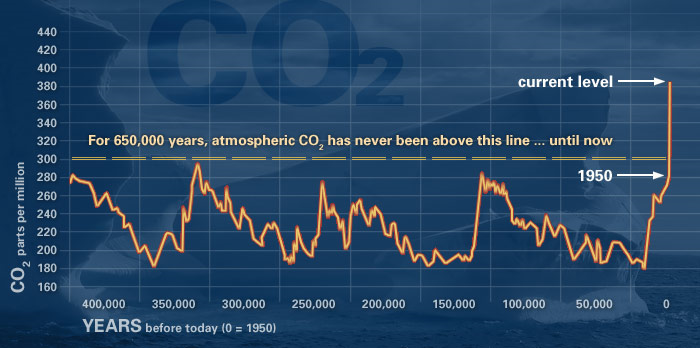 CO2
440
420
400
380
360
340
320
300
280
260
240
220
200
180
160
CO2 parts per million
current level
For 650,000 years, atmospheric CO2 has never been above this line ... until now
1950
400,000 350,000 300,000 250,000 200,000 150,000 100,000 50,000 0
YEARS before today (0 = 1950)